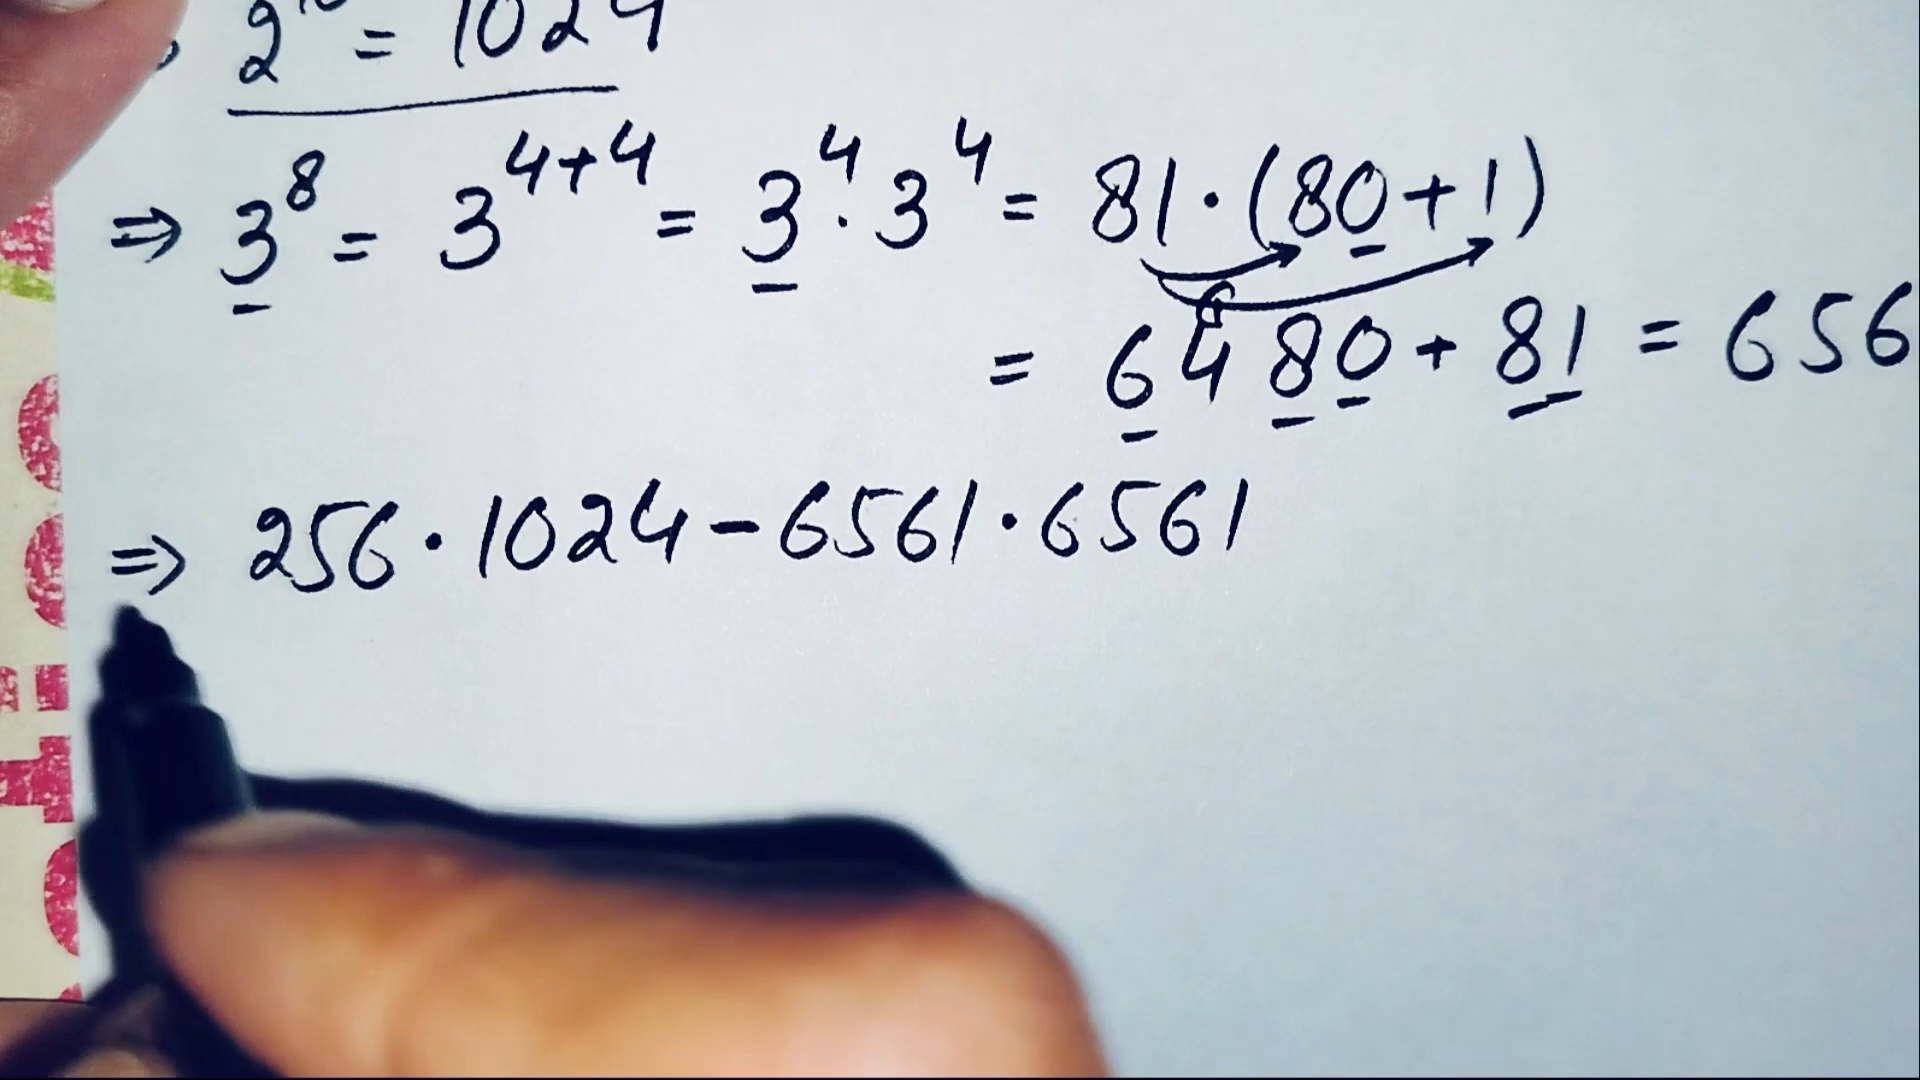 2¹⁰ = 1024
⇒ 3⁸ = 3⁴⁺⁴ = 3⁴ · 3⁴ = 81 · (80 + 1)
= 6480 + 81 = 656
⇒ 256 · 1024 - 6561 · 6561